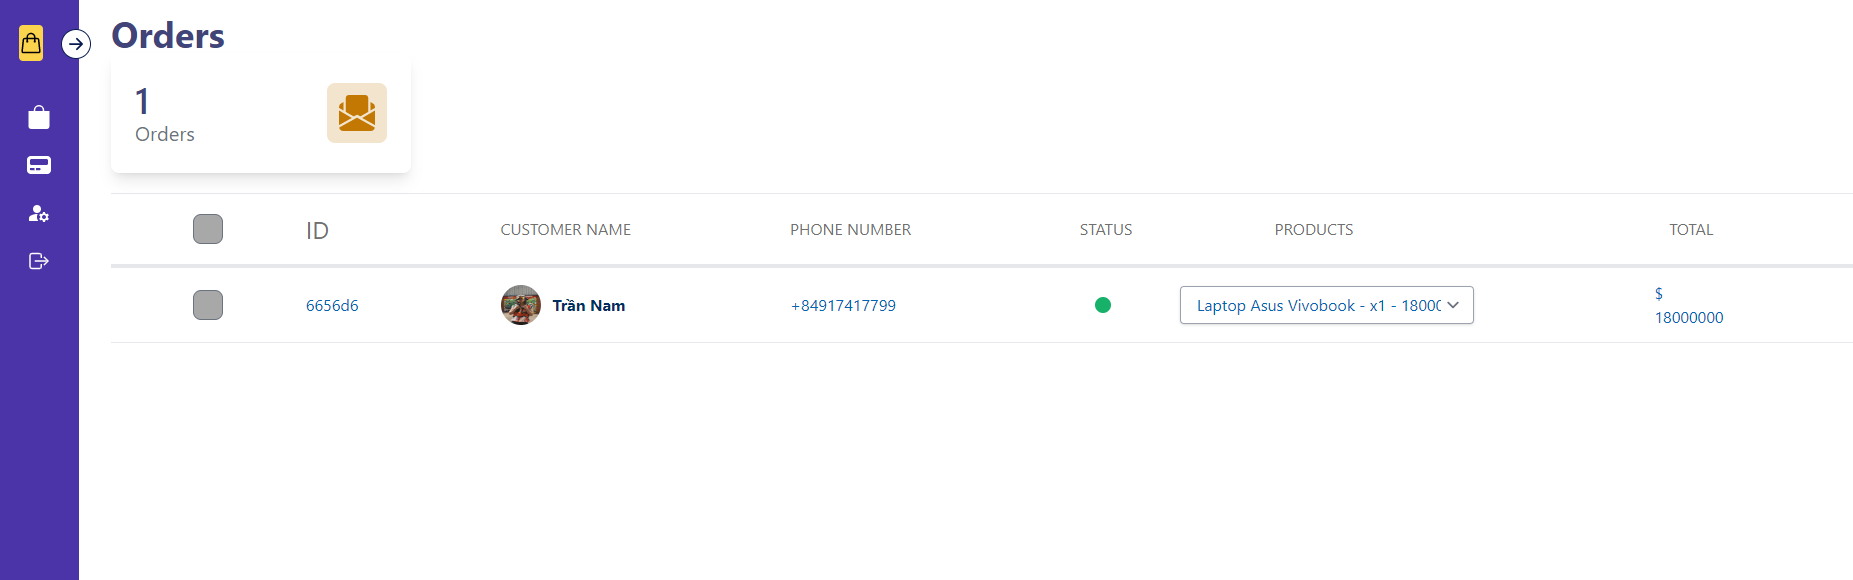 Orders
1
Orders
ID CUSTOMER NAME PHONE NUMBER STATUS PRODUCTS TOTAL
6656d6 Trần Nam +84917417799 Laptop Asus Vivobook - x1 - 1800 $
18000000